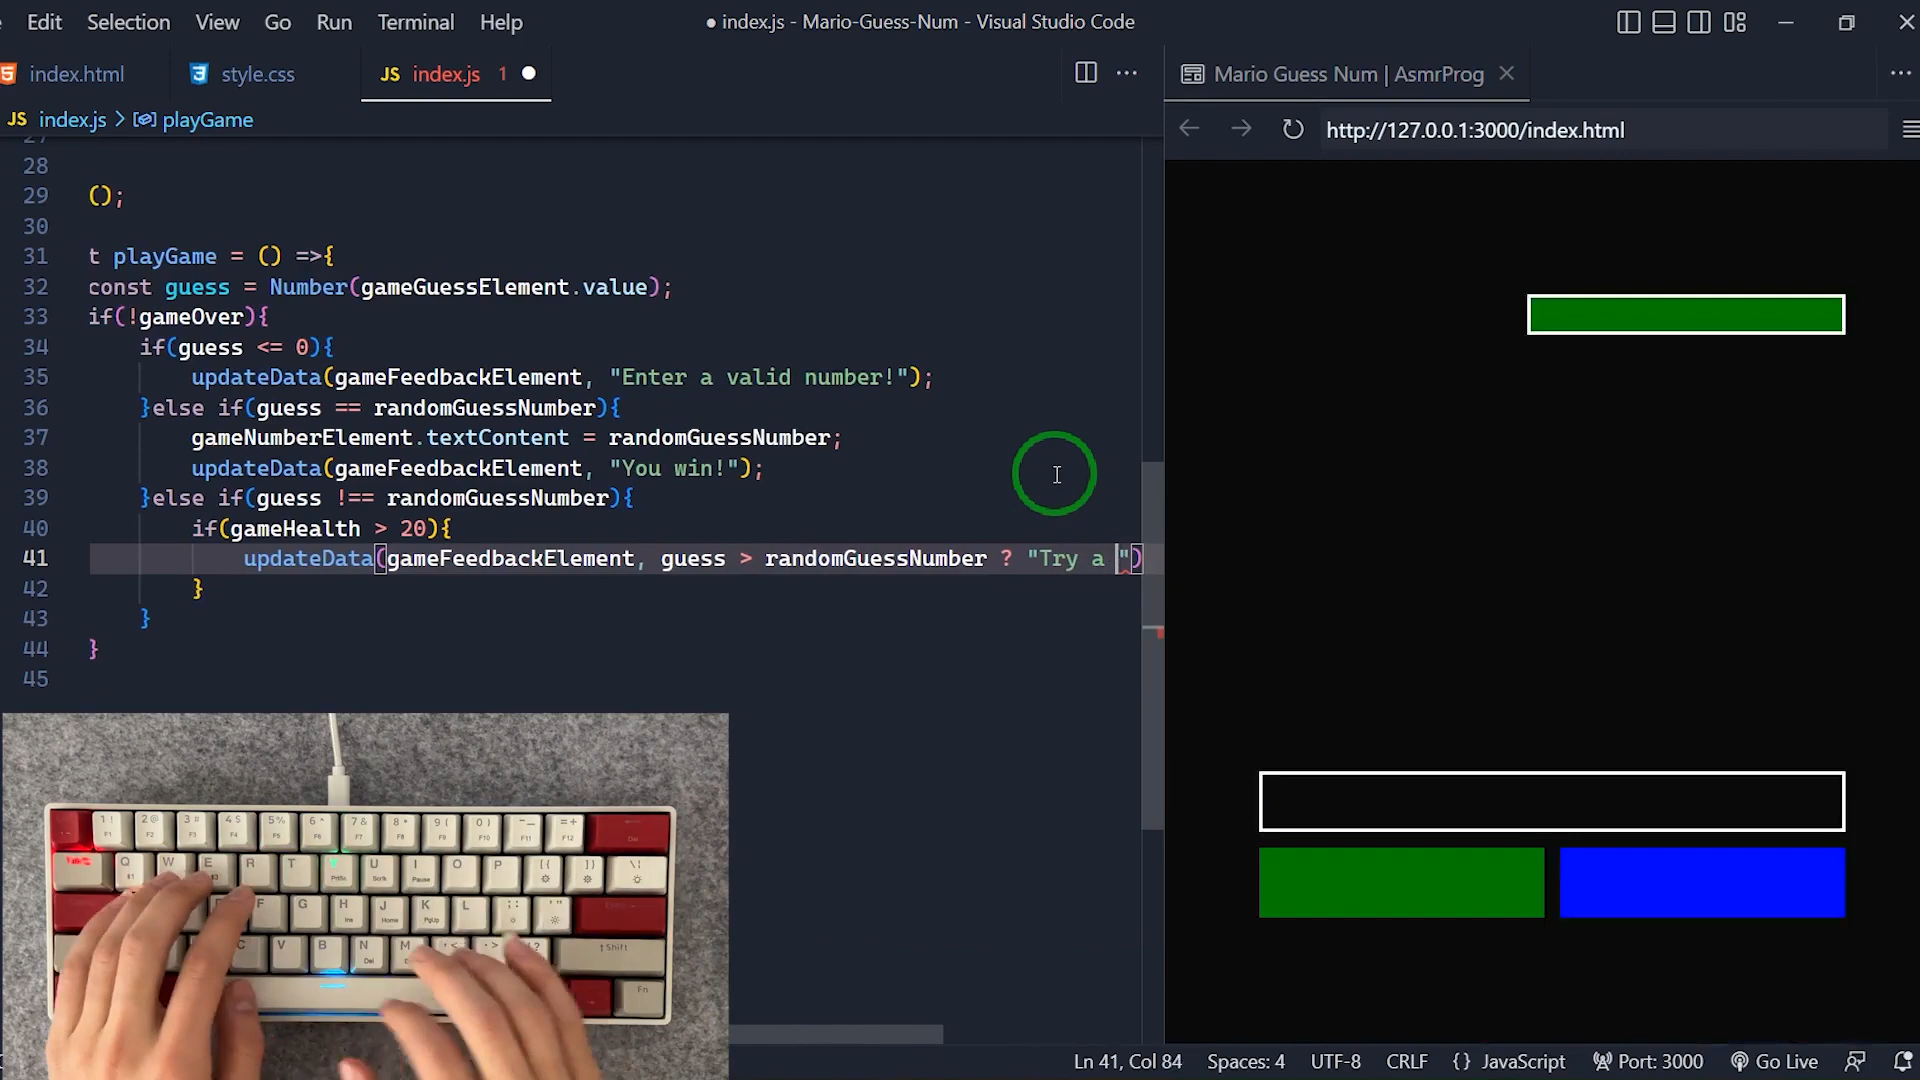 Edit Selection View Go Run Terminal Help
● index.js - Mario-Guess-Num - Visual Studio Code
index.html
style.css
JS index.js 1
Mario Guess Num | AsmrProg
JS index.js > playGame
http://127.0.0.1:3000/index.html
27
28
29 ();
30
31 t playGame = () =>{
32 const guess = Number(gameGuessElement.value);
33 if(!gameOver){
34 if(guess <= 0){
35 updateData(gameFeedbackElement, "Enter a valid number!");
36 }else if(guess == randomGuessNumber){
37 gameNumberElement.textContent = randomGuessNumber;
38 updateData(gameFeedbackElement, "You win!");
39 }else if(guess !== randomGuessNumber){
40 if(gameHealth > 20){
41 updateData(gameFeedbackElement, guess > randomGuessNumber ? "Try a ")
42 }
43 }
44 }
45
Ln 41, Col 84 Spaces: 4 UTF-8 CRLF {} JavaScript Port: 3000 Go Live